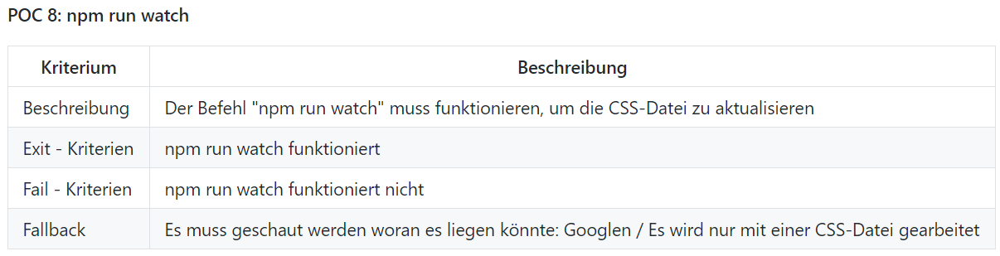 POC 8: npm run watch
Kriterium Beschreibung
Beschreibung Der Befehl "npm run watch" muss funktionieren, um die CSS-Datei zu aktualisieren
Exit - Kriterien npm run watch funktioniert
Fail - Kriterien npm run watch funktioniert nicht
Fallback Es muss geschaut werden woran es liegen könnte: Googlen / Es wird nur mit einer CSS-Datei gearbeitet